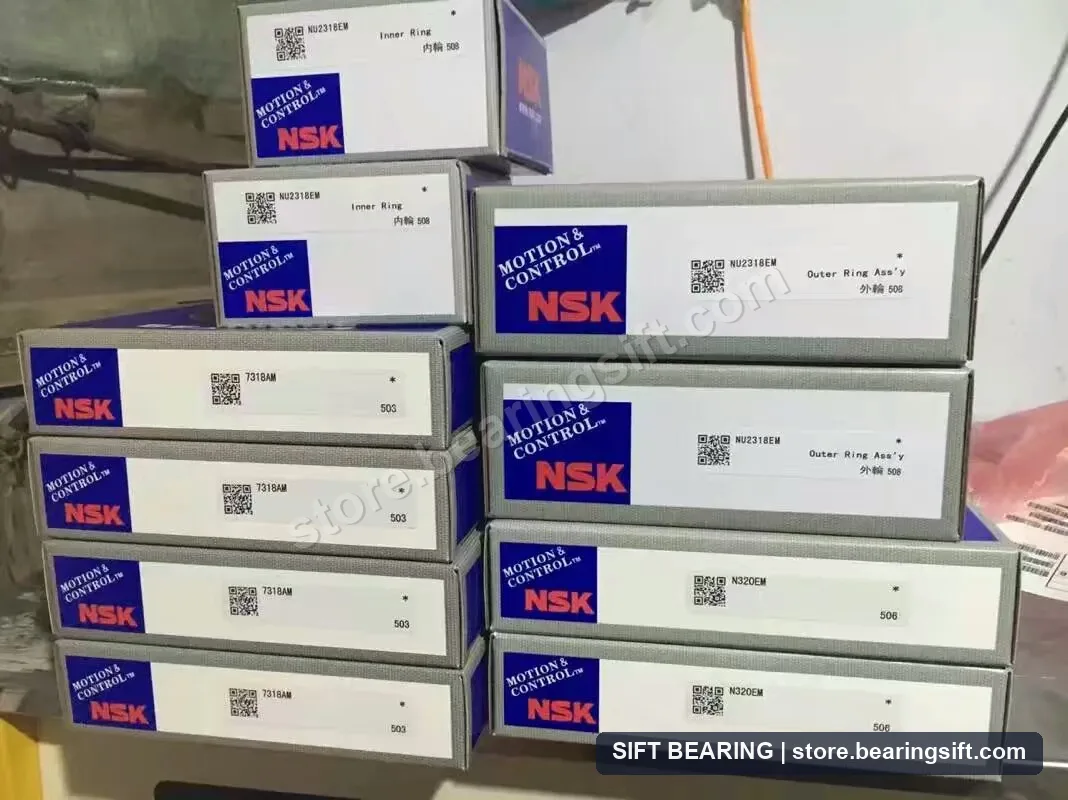 NU2318EM
Inner Ring
内輪 508
MOTION &
CONTROL™
NSK
NSK
NU2318EM
Inner Ring
内輪 508
MOTION &
CONTROL™
NSK
NU2318EM
Outer Ring Ass'y
外輪 508
MOTION &
CONTROL™
NSK
7318AM
503
MOTION &
CONTROL™
NSK
NU2318EM
Outer Ring Ass'y
外輪 508
MOTION &
CONTROL™
NSK
7318AM
*
503
MOTION &
CONTROL™
NSK
N320EM
*
506
MOTION &
CONTROL™
NSK
7318AM
*
503
MOTION &
CONTROL™
NSK
N320EM
*
506
MOTION &
CONTROL™
NSK
7318AM
*
503
MOTION &
CONTROL™
NSK
store.bearingsift.com
SIFT BEARING | store.bearingsift.com